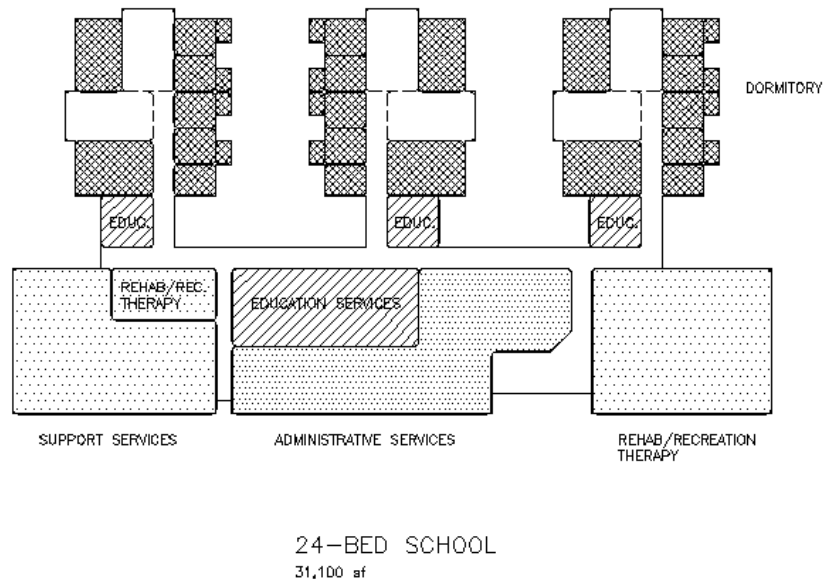 DORMITORY
EDUC.
EDUC.
EDUC.
REHAB/REC.
THERAPY
EDUCATION SERVICES
SUPPORT SERVICES
ADMINISTRATIVE SERVICES
REHAB/RECREATION
THERAPY
24-BED SCHOOL
31,100 sf